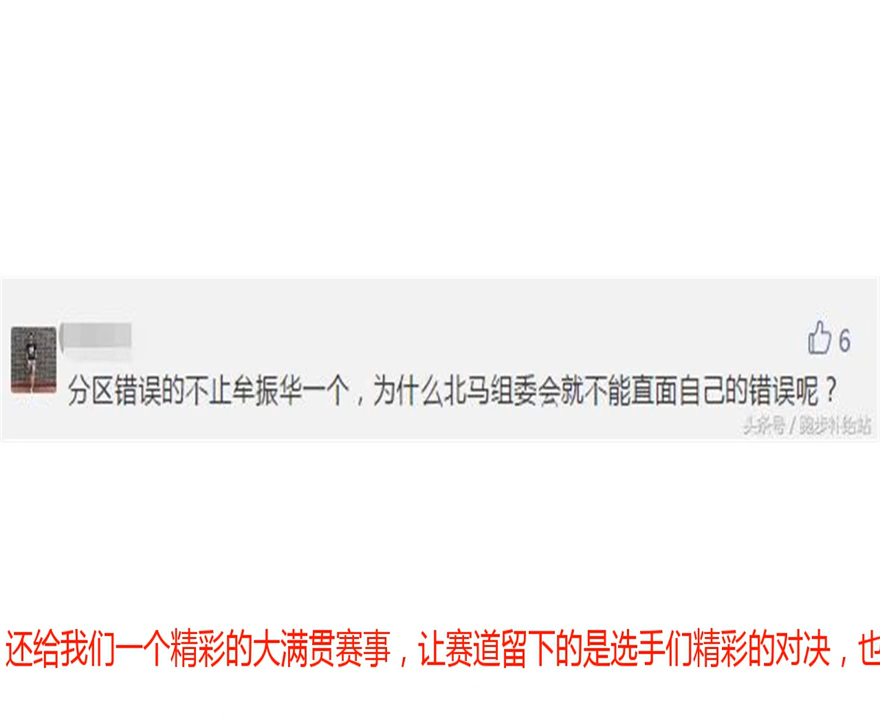 6
分区错误的不止牟振华一个，为什么北马组委会就不能直面自己的错误呢？
头条号 / 跑步补给站
还给我们一个精彩的大满贯赛事，让赛道留下的是选手们精彩的对决，也